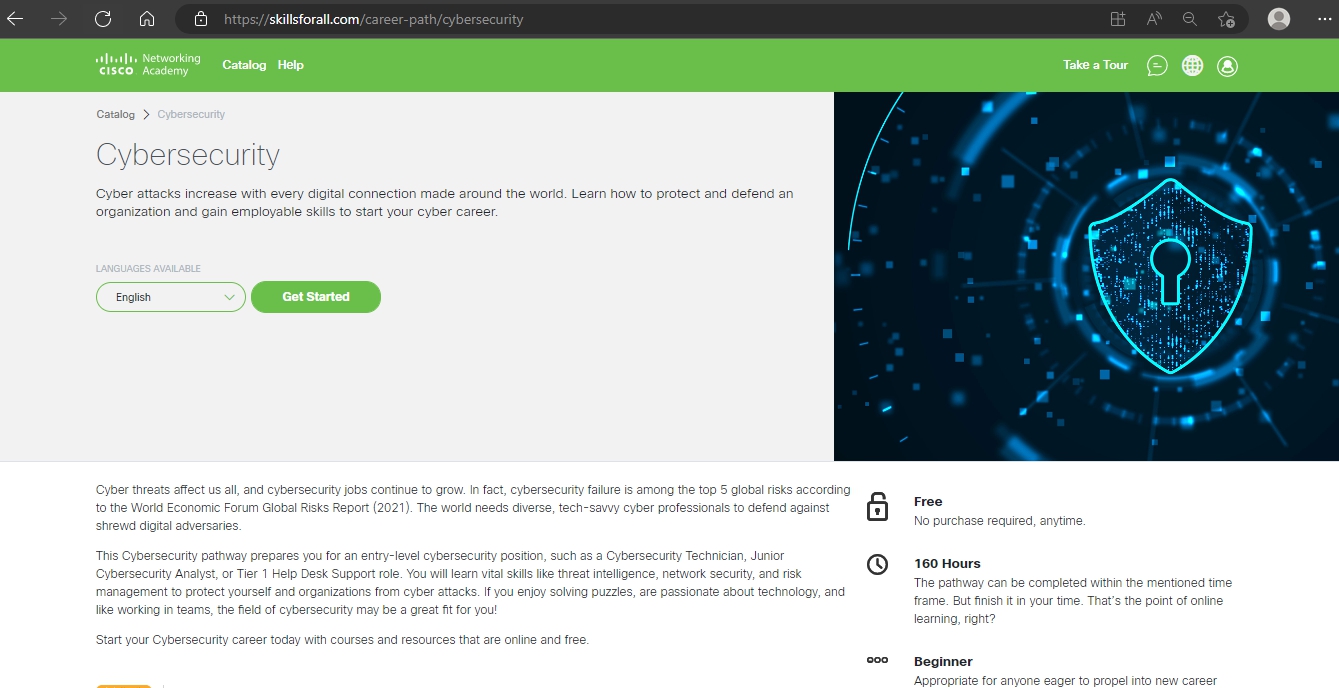 https://skillsforall.com/career-path/cybersecurity
CISCO Networking Academy
Catalog Help
Take a Tour
Catalog > Cybersecurity
Cybersecurity
Cyber attacks increase with every digital connection made around the world. Learn how to protect and defend an
organization and gain employable skills to start your cyber career.
LANGUAGES AVAILABLE
English
Get Started
Cyber threats affect us all, and cybersecurity jobs continue to grow. In fact, cybersecurity failure is among the top 5 global risks according
to the World Economic Forum Global Risks Report (2021). The world needs diverse, tech-savvy cyber professionals to defend against
shrewd digital adversaries.
This Cybersecurity pathway prepares you for an entry-level cybersecurity position, such as a Cybersecurity Technician, Junior
Cybersecurity Analyst, or Tier 1 Help Desk Support role. You will learn vital skills like threat intelligence, network security, and risk
management to protect yourself and organizations from cyber attacks. If you enjoy solving puzzles, are passionate about technology, and
like working in teams, the field of cybersecurity may be a great fit for you!
Start your Cybersecurity career today with courses and resources that are online and free.
Free
No purchase required, anytime.
160 Hours
The pathway can be completed within the mentioned time
frame. But finish it in your time. That's the point of online
learning, right?
Beginner
Appropriate for anyone eager to propel into new career